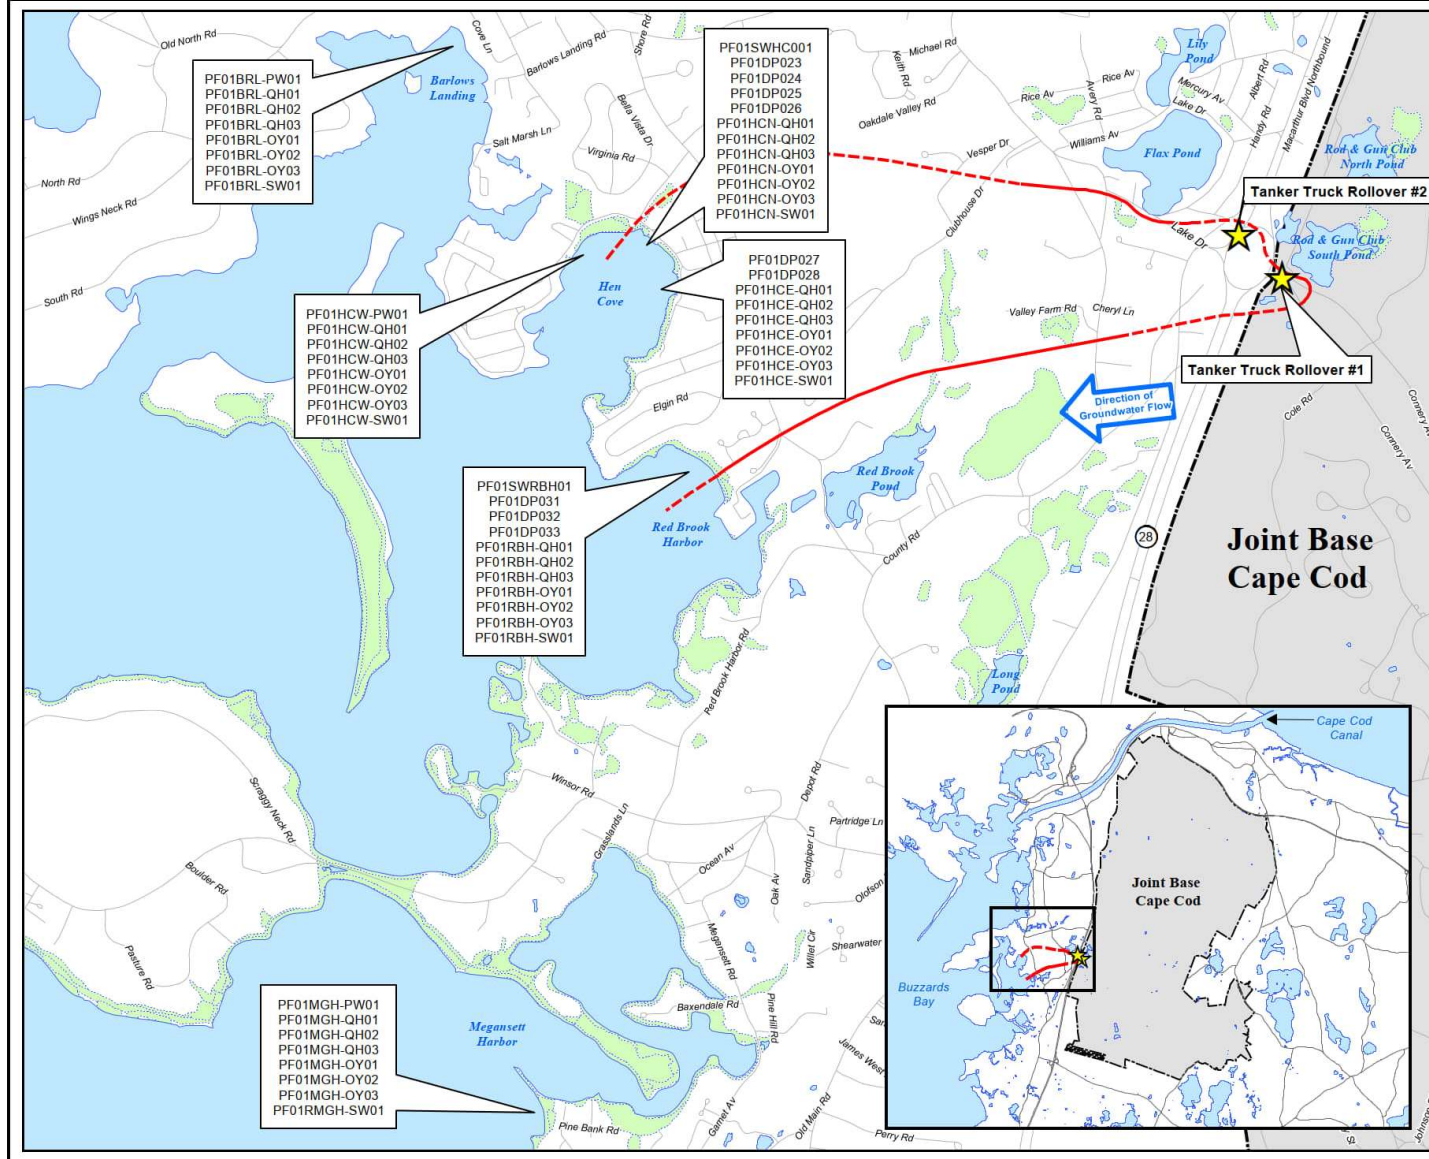 Old North Rd
Cove Ln
Barlows Landing Rd
Shore Rd
Barlows
Landing
PF01BRL-PW01
PF01BRL-QH01
PF01BRL-QH02
PF01BRL-QH03
PF01BRL-OY01
PF01BRL-OY02
PF01BRL-OY03
PF01BRL-SW01
PF01SWHC001
PF01DP023
PF01DP024
PF01DP025
PF01DP026
PF01HCN-QH01
PF01HCN-QH02
PF01HCN-QH03
PF01HCN-OY01
PF01HCN-OY02
PF01HCN-OY03
PF01HCN-SW01
Michael Rd
Keith Rd
Oakdale Valley Rd
Rice Av
Rice Av
Avery Rd
Williams Av
Vesper Dr
Clubhouse Dr
Lily
Pond
Mercury Av
Lake Dr
Albert Rd
Handy Rd
Macarthur Blvd Northbound
Flax Pond
Rod & Gun Club
North Pond
Tanker Truck Rollover #2
Rod & Gun Club
South Pond
Lake Dr
Salt Marsh Ln
Bella Vista Dr
Virginia Rd
North Rd
Wings Neck Rd
South Rd
Hen
Cove
PF01DP027
PF01DP028
PF01HCE-QH01
PF01HCE-QH02
PF01HCE-QH03
PF01HCE-OY01
PF01HCE-OY02
PF01HCE-OY03
PF01HCE-SW01
PF01HCW-PW01
PF01HCW-QH01
PF01HCW-QH02
PF01HCW-QH03
PF01HCW-OY01
PF01HCW-OY02
PF01HCW-OY03
PF01HCW-SW01
Valley Farm Rd
Cheryl Ln
Tanker Truck Rollover #1
Direction of
Groundwater Flow
Cole Rd
Connery Av
Connery Av
Elgin Rd
PF01SWRBH01
PF01DP031
PF01DP032
PF01DP033
PF01RBH-QH01
PF01RBH-QH02
PF01RBH-QH03
PF01RBH-OY01
PF01RBH-OY02
PF01RBH-OY03
PF01RBH-SW01
Red Brook
Pond
Red Brook
Harbor
County Rd
28
Joint Base
Cape Cod
Red Brook Harbor Rd
Long
Pond
Cape Cod
Canal
Joint Base
Cape Cod
Buzzards
Bay
Scraggy Neck Rd
Boulder Rd
Pasture Rd
Winsor Rd
Grasslands Ln
Depot Rd
Partridge Ln
Sandpiper Ln
Ocean Av
Oak Av
Olofson
Shearwater
Willet Cir
Megansett Rd
Baxendale Rd
Pine Hill Rd
James West
Megansett
Harbor
PF01MGH-PW01
PF01MGH-QH01
PF01MGH-QH02
PF01MGH-QH03
PF01MGH-OY01
PF01MGH-OY02
PF01MGH-OY03
PF01RMGH-SW01
Pine Bank Rd
Garnet Av
Old Main Rd
Perry Rd
St
Johnson